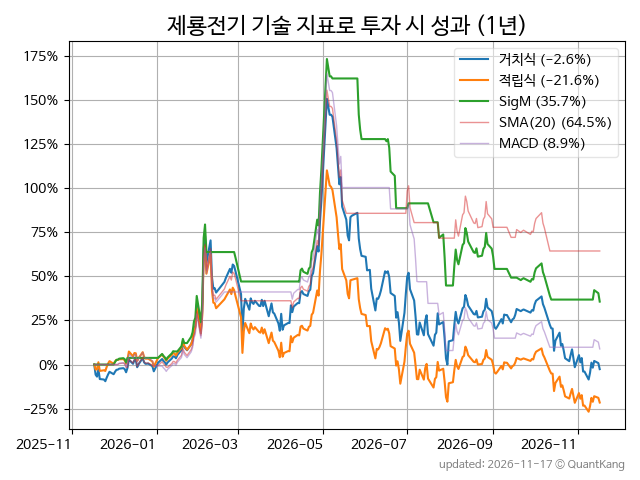 제룡전기 기술 지표로 투자 시 성과 (1년)
175%
150%
125%
100%
75%
50%
25%
0%
−25%
거치식 (−2.6%)
적립식 (−21.6%)
SigM (35.7%)
SMA(20) (64.5%)
MACD (8.9%)
2025-11 2026-01 2026-03 2026-05 2026-07 2026-09 2026-11
updated: 2026-11-17 © QuantKang